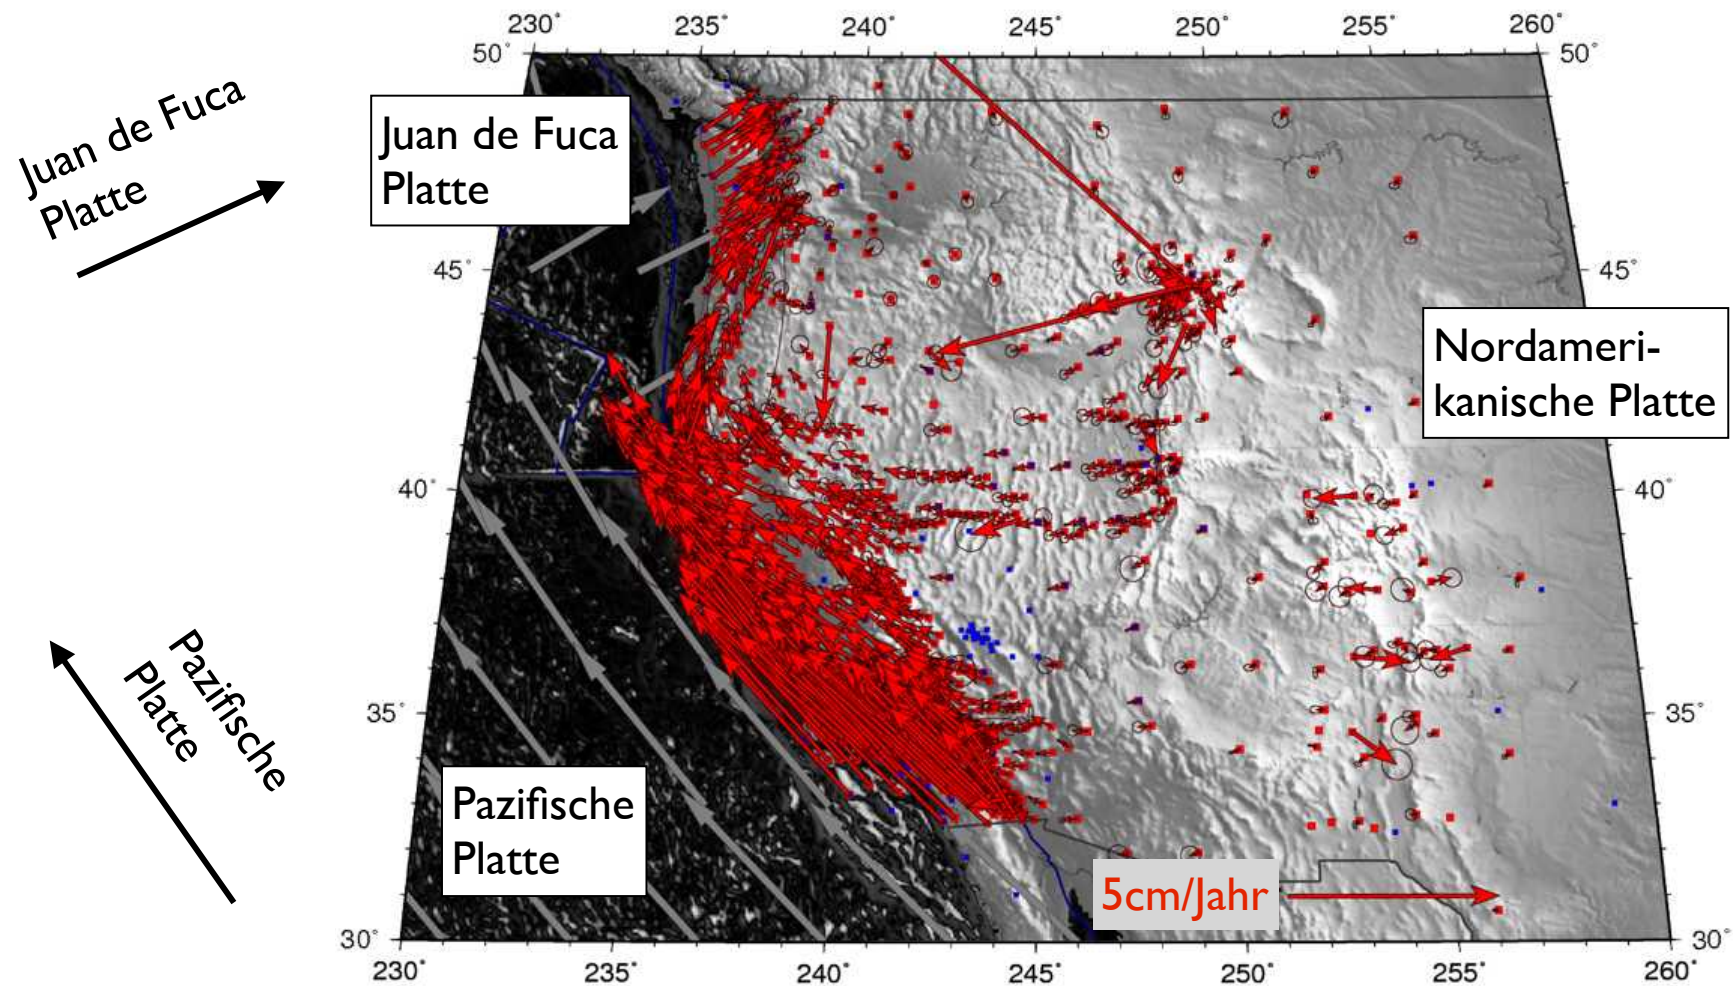 230° 235° 240° 245° 250° 255° 260°
50° 50°
Juan de Fuca
Platte
Juan de Fuca
Platte
45° 45°
Nordameri-
kanische Platte
40° 40°
35° 35°
Pazifische
Platte
Pazifische
Platte
5cm/Jahr
30° 30°
230° 235° 240° 245° 250° 255° 260°